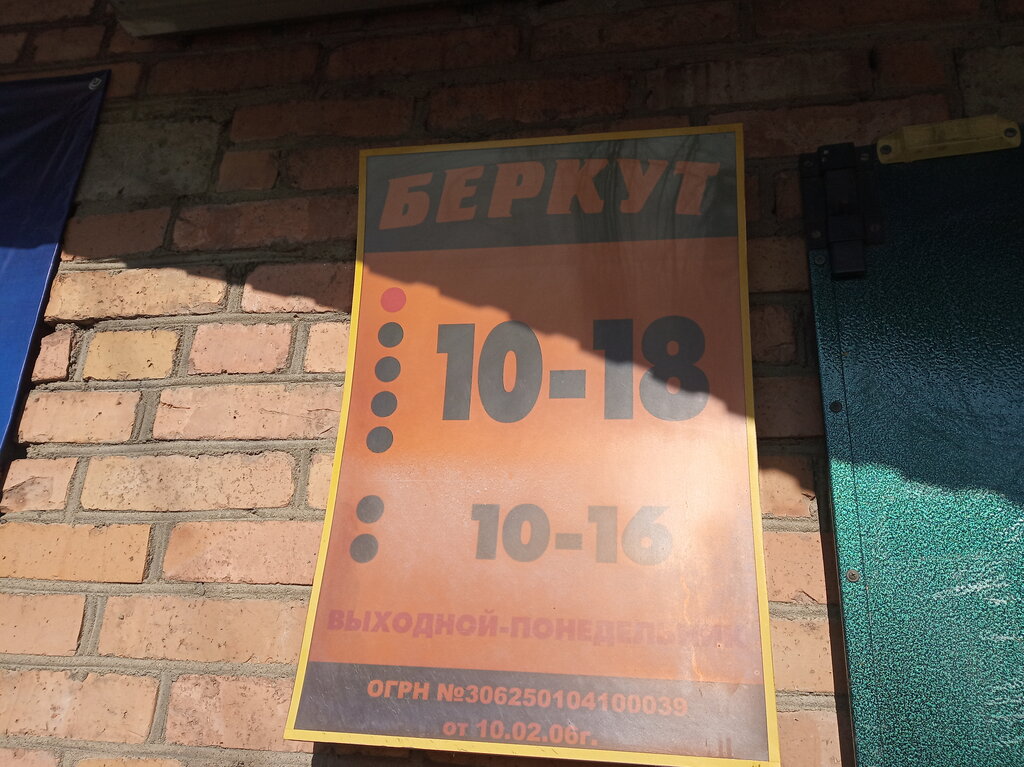 БЕРКУТ
10-18
10-16
ВЫХОДНОЙ-ПОНЕДЕЛЬНИК
ОГРН №306250104100039
от 10.02.06г.